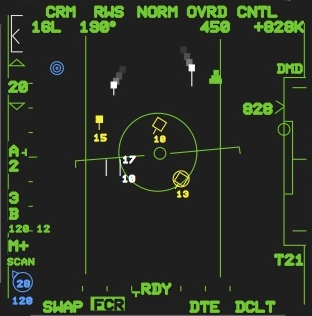 CRM RWS NORM OVRD CNTL
16L 190° 450 +828K
DMD
20
828
15
10
A
2
17
10
13
3
B
120 12
M+
SCAN
T21
28
120
RDY
SWAP FCR DTE DCLT